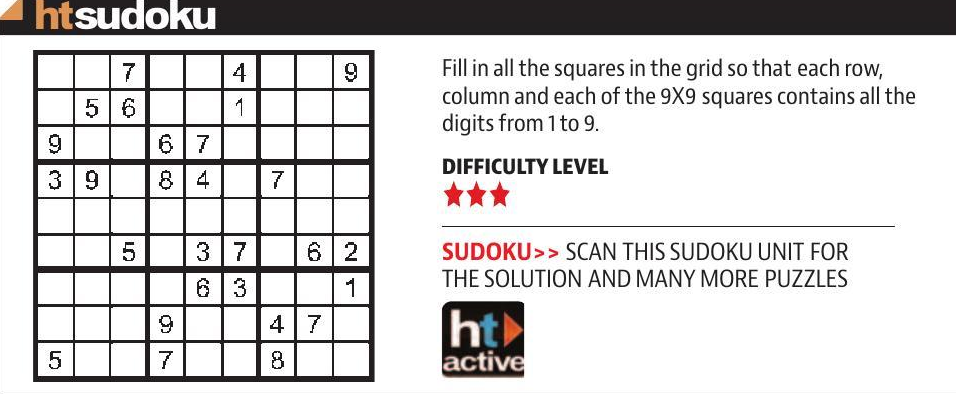 htsudoku
7 4 9
5 6 1
9 6 7
3 9 8 4 7
5 3 7 6 2
6 3 1
9 4 7
5 7 8
Fill in all the squares in the grid so that each row,
column and each of the 9X9 squares contains all the
digits from 1 to 9.
DIFFICULTY LEVEL
SUDOKU>> SCAN THIS SUDOKU UNIT FOR
THE SOLUTION AND MANY MORE PUZZLES
ht
active